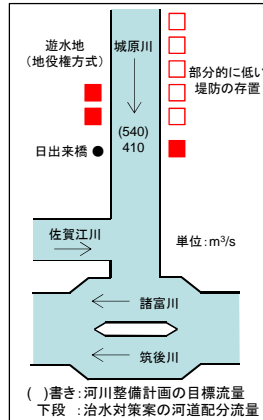 遊水地
(地役権方式)
城原川
部分的に低い
堤防の存置
(540)
410
日出来橋
佐賀江川
単位:m³/s
諸富川
筑後川
( )書き:河川整備計画の目標流量
下段 :治水対策案の河道配分流量